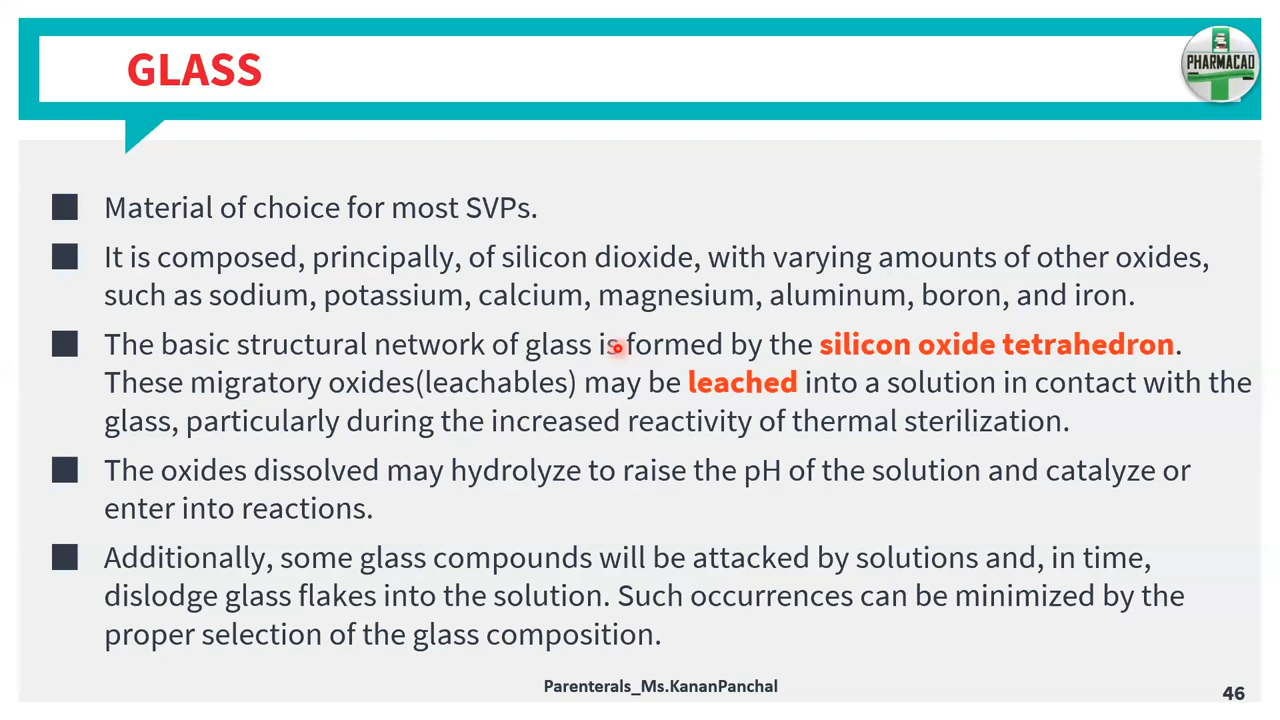 GLASS
PHARMACAD
Material of choice for most SVPs.
It is composed, principally, of silicon dioxide, with varying amounts of other oxides,
such as sodium, potassium, calcium, magnesium, aluminum, boron, and iron.
The basic structural network of glass is formed by the silicon oxide tetrahedron.
These migratory oxides(leachables) may be leached into a solution in contact with the
glass, particularly during the increased reactivity of thermal sterilization.
The oxides dissolved may hydrolyze to raise the pH of the solution and catalyze or
enter into reactions.
Additionally, some glass compounds will be attacked by solutions and, in time,
dislodge glass flakes into the solution. Such occurrences can be minimized by the
proper selection of the glass composition.
Parenterals_Ms.KananPanchal
46